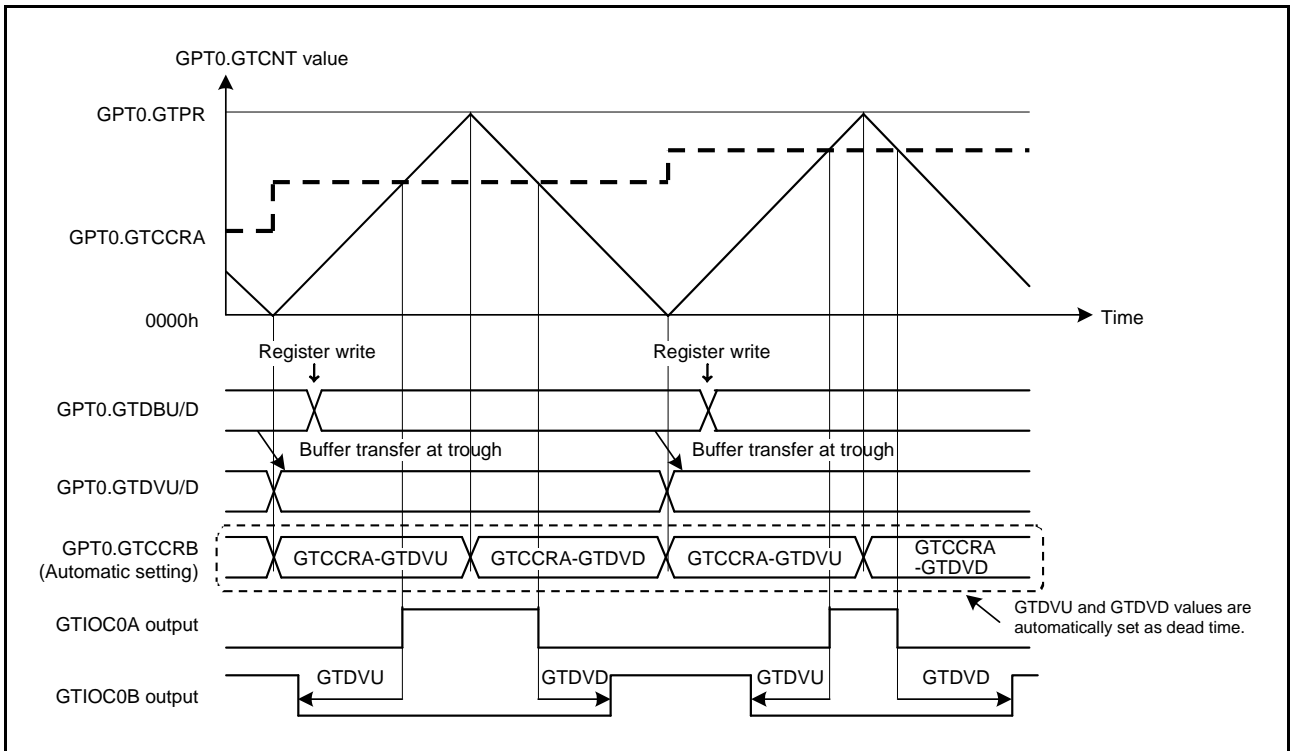 GPT0.GTCNT value
GPT0.GTPR
GPT0.GTCCRA
0000h
Time
Register write
Register write
GPT0.GTDBU/D
Buffer transfer at trough
Buffer transfer at trough
GPT0.GTDVU/D
GPT0.GTCCRB
(Automatic setting)
GTCCRA-GTDVU
GTCCRA-GTDVD
GTCCRA-GTDVU
GTCCRA
-GTDVD
GTDVU and GTDVD values are
automatically set as dead time.
GTIOC0A output
GTDVU
GTDVD
GTDVU
GTDVD
GTIOC0B output